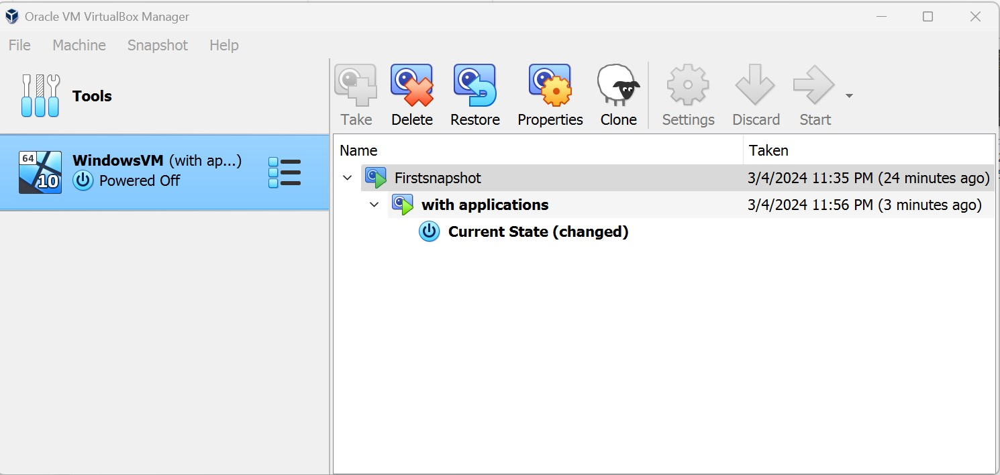 Oracle VM VirtualBox Manager
File Machine Snapshot Help
Tools
Take Delete Restore Properties Clone Settings Discard Start
64
10
WindowsVM (with ap...)
Powered Off
Name Taken
Firstsnapshot 3/4/2024 11:35 PM (24 minutes ago)
with applications 3/4/2024 11:56 PM (3 minutes ago)
Current State (changed)